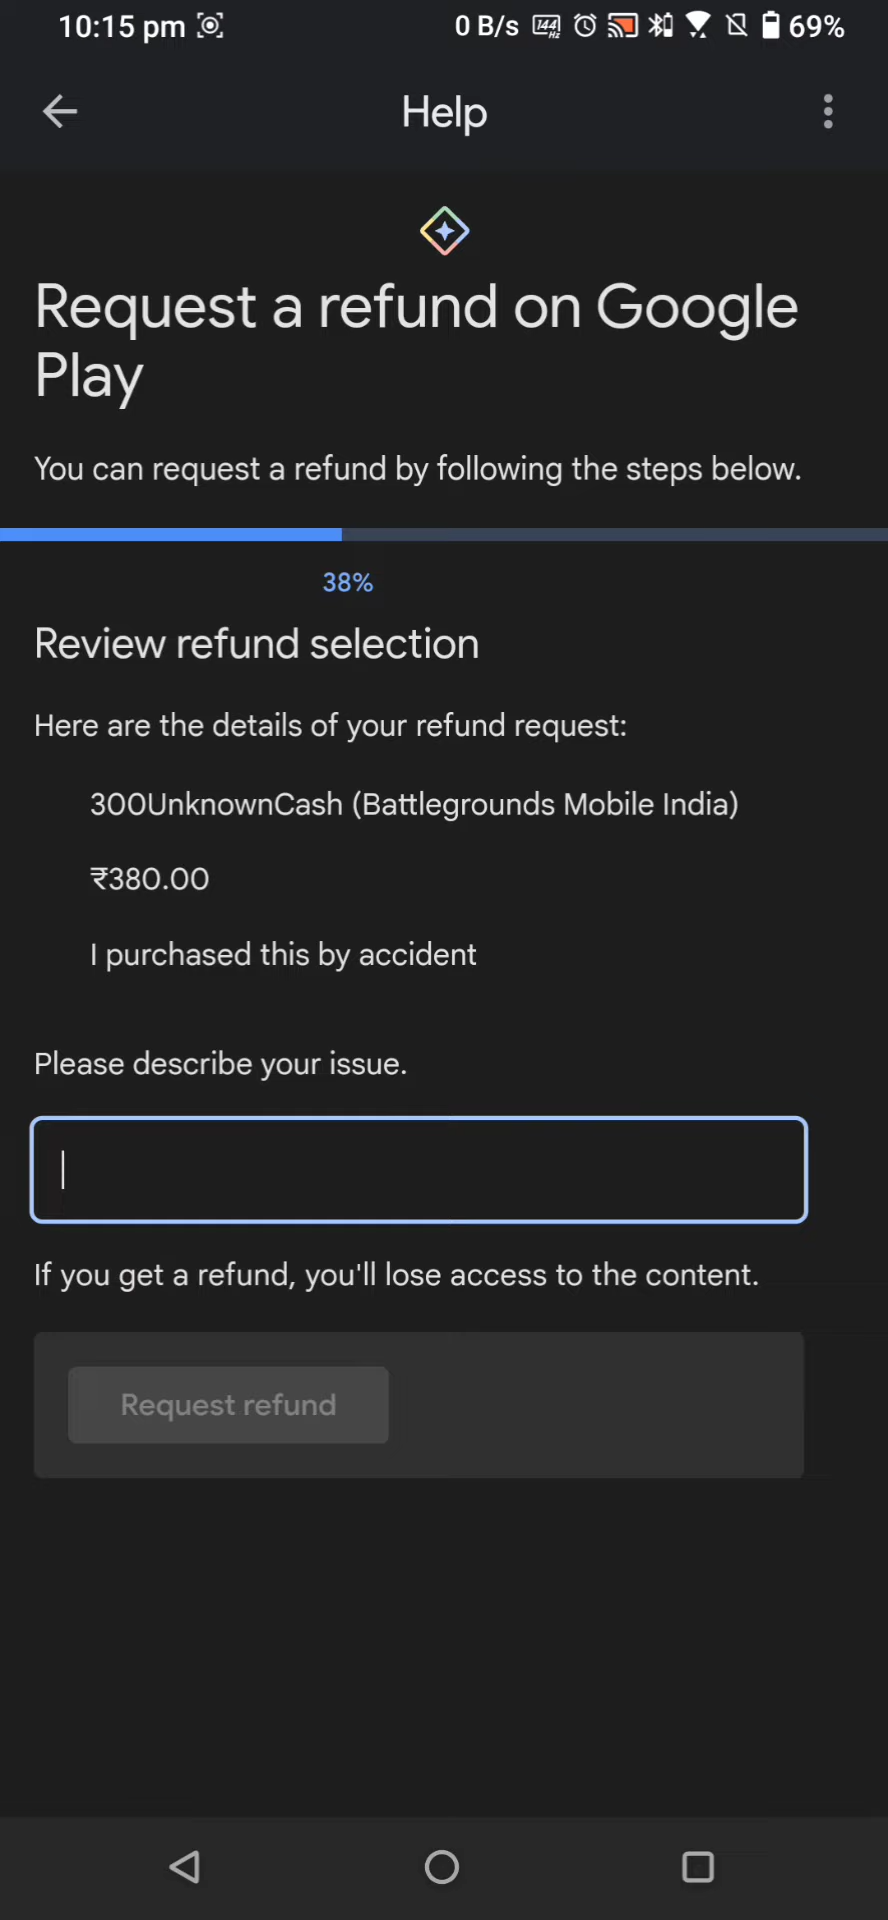 10:15 pm 0 B/s 144 Hz 69%
Help
Request a refund on Google
Play
You can request a refund by following the steps below.
38%
Review refund selection
Here are the details of your refund request:
300UnknownCash (Battlegrounds Mobile India)
₹380.00
I purchased this by accident
Please describe your issue.
If you get a refund, you'll lose access to the content.
Request refund